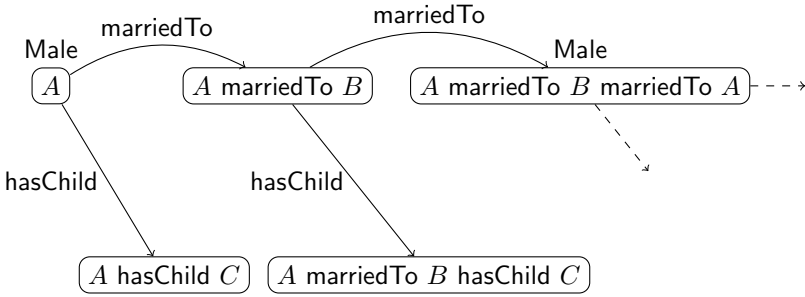 marriedTo
marriedTo
Male
Male
A
A marriedTo B
A marriedTo B marriedTo A
hasChild
hasChild
A hasChild C
A marriedTo B hasChild C